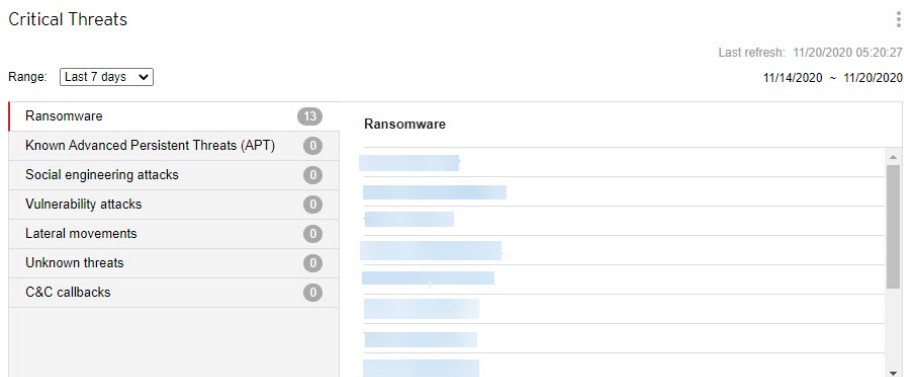 Critical Threats
Last refresh: 11/20/2020 05:20:27
Range: Last 7 days
11/14/2020 ~ 11/20/2020
Ransomware 13
Known Advanced Persistent Threats (APT) 0
Social engineering attacks 0
Vulnerability attacks 0
Lateral movements 0
Unknown threats 0
C&C callbacks 0
Ransomware